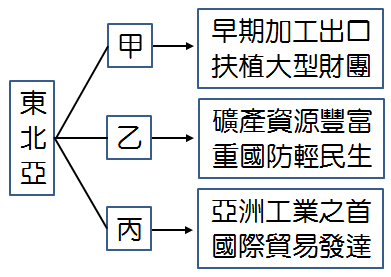 東北亞
甲
早期加工出口
扶植大型財團
乙
礦產資源豐富
重國防輕民生
丙
亞洲工業之首
國際貿易發達